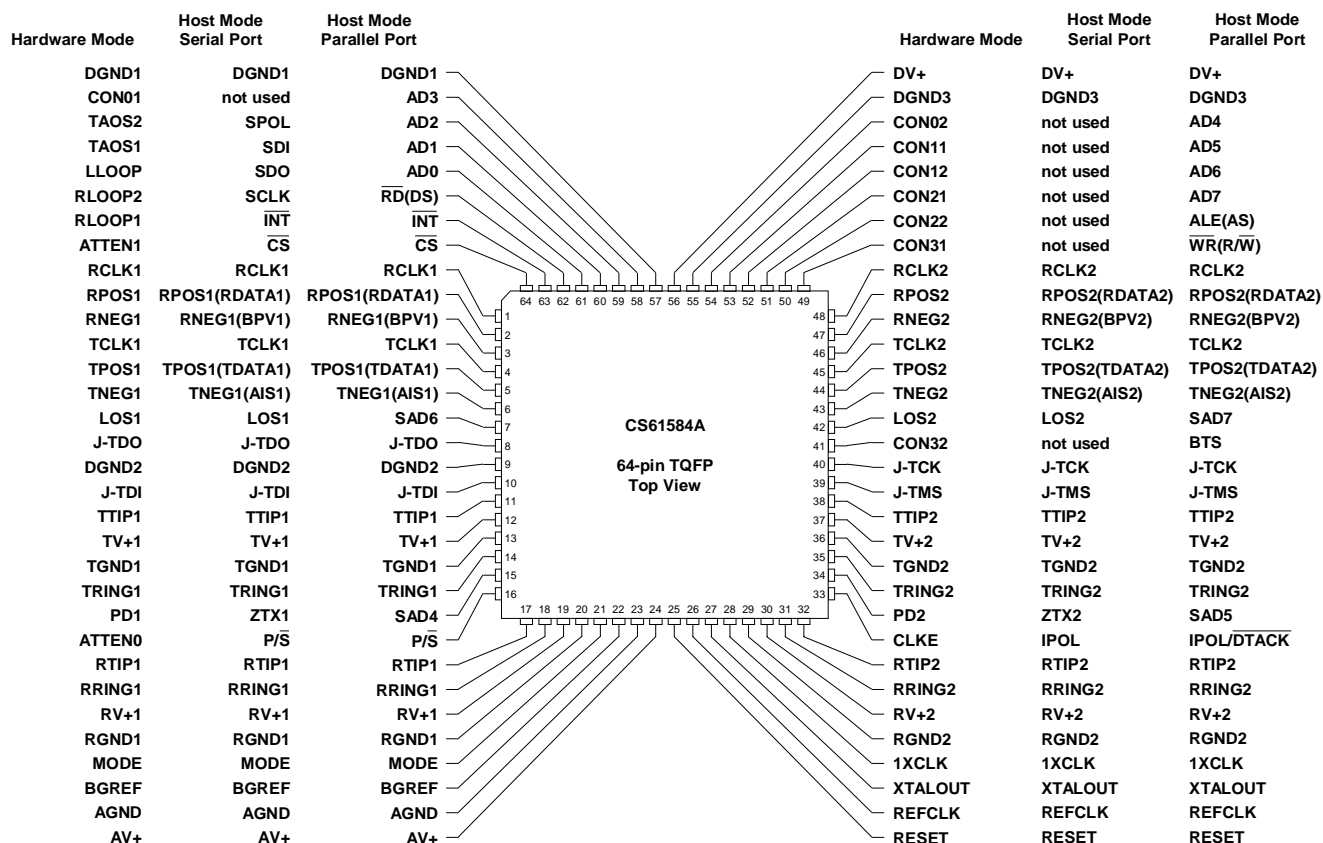 Hardware Mode Host Mode Serial Port Host Mode Parallel Port Hardware Mode Host Mode Serial Port Host Mode Parallel Port
DGND1 DGND1 DGND1 DV+ DV+ DV+
CON01 not used AD3 DGND3 DGND3 DGND3
TAOS2 SPOL AD2 CON02 not used AD4
TAOS1 SDI AD1 CON11 not used AD5
LLOOP SDO AD0 CON12 not used AD6
RLOOP2 SCLK R̅D̅(DS) CON21 not used AD7
RLOOP1 I̅N̅T̅ I̅N̅T̅ CON22 not used ALE(AS)
ATTEN1 C̅S̅ C̅S̅ CON31 not used W̅R̅(R/W̅)
RCLK1 RCLK1 RCLK1 RCLK2 RCLK2 RCLK2
RPOS1 RPOS1(RDATA1) RPOS1(RDATA1) RPOS2 RPOS2(RDATA2) RPOS2(RDATA2)
RNEG1 RNEG1(BPV1) RNEG1(BPV1) RNEG2 RNEG2(BPV2) RNEG2(BPV2)
TCLK1 TCLK1 TCLK1 TCLK2 TCLK2 TCLK2
TPOS1 TPOS1(TDATA1) TPOS1(TDATA1) TPOS2 TPOS2(TDATA2) TPOS2(TDATA2)
TNEG1 TNEG1(AIS1) TNEG1(AIS1) TNEG2 TNEG2(AIS2) TNEG2(AIS2)
LOS1 LOS1 SAD6 LOS2 LOS2 SAD7
J-TDO J-TDO J-TDO CON32 not used BTS
DGND2 DGND2 DGND2 J-TCK J-TCK J-TCK
J-TDI J-TDI J-TDI J-TMS J-TMS J-TMS
TTIP1 TTIP1 TTIP1 TTIP2 TTIP2 TTIP2
TV+1 TV+1 TV+1 TV+2 TV+2 TV+2
TGND1 TGND1 TGND1 TGND2 TGND2 TGND2
TRING1 TRING1 TRING1 TRING2 TRING2 TRING2
PD1 ZTX1 SAD4 PD2 ZTX2 SAD5
ATTEN0 P/S̅ P/S̅ CLKE IPOL IPOL/D̅T̅A̅C̅K̅
RTIP1 RTIP1 RTIP1 RTIP2 RTIP2 RTIP2
RRING1 RRING1 RRING1 RRING2 RRING2 RRING2
RV+1 RV+1 RV+1 RV+2 RV+2 RV+2
RGND1 RGND1 RGND1 RGND2 RGND2 RGND2
MODE MODE MODE 1XCLK 1XCLK 1XCLK
BGREF BGREF BGREF XTALOUT XTALOUT XTALOUT
AGND AGND AGND REFCLK REFCLK REFCLK
AV+ AV+ AV+ RESET RESET RESET
64 63 62 61 60 59 58 57 56 55 54 53 52 51 50 49
1 48
2 47
3 46
4 45
5 44
6 43
7 42
8 41
9 40
10 39
11 38
12 37
13 36
14 35
15 34
16 33
17 18 19 20 21 22 23 24 25 26 27 28 29 30 31 32
CS61584A
64-pin TQFP
Top View